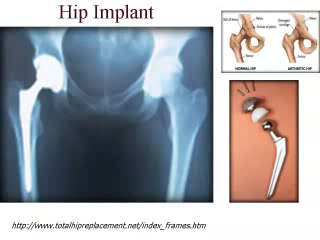 Hip Implant
NORMAL HIP
ARTHRITIC HIP
http://www.totalhipreplacement.net/index_frames.htm